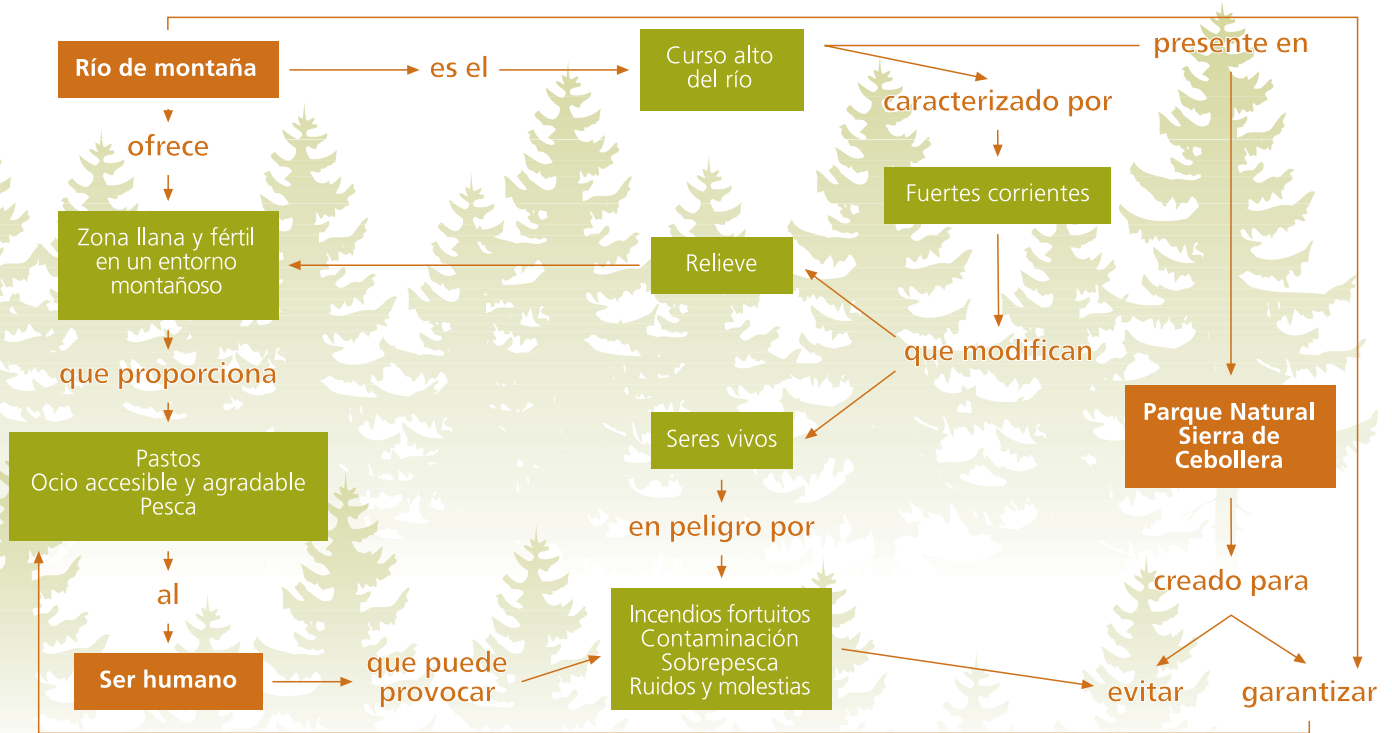 Río de montaña
es el
Curso alto
del río
presente en
caracterizado por
ofrece
Fuertes corrientes
Zona llana y fértil
en un entorno
montañoso
Relieve
que modifican
que proporciona
Parque Natural
Sierra de
Cebollera
Seres vivos
Pastos
Ocio accesible y agradable
Pesca
en peligro por
al
creado para
Incendios fortuitos
Contaminación
Sobrepesca
Ruidos y molestias
Ser humano
que puede
provocar
evitar
garantizar